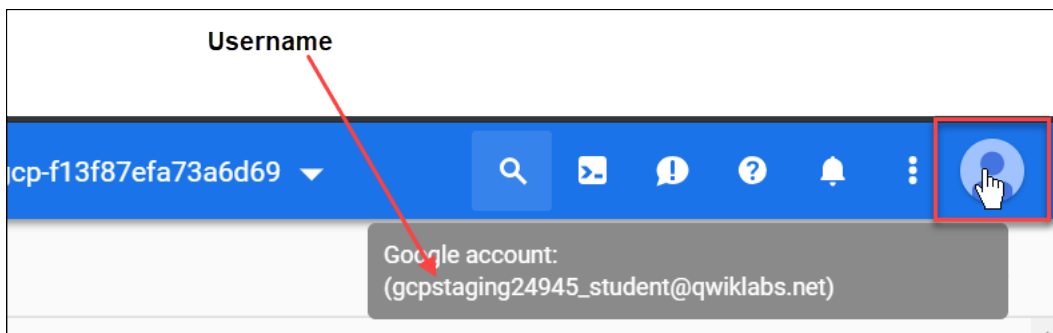 Username
gcp-f13f87efa73a6d69
Google account:
(gcpstaging24945_student@qwiklabs.net)